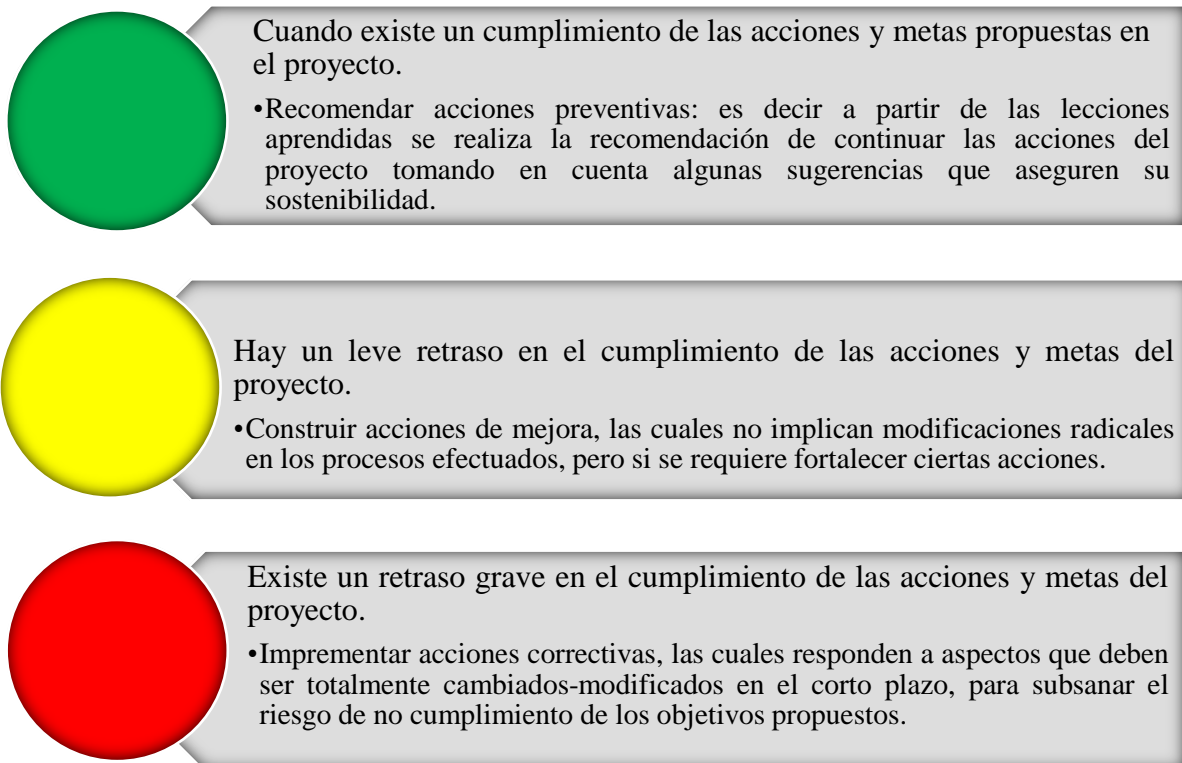 Cuando existe un cumplimiento de las acciones y metas propuestas en
el proyecto.
•Recomendar acciones preventivas: es decir a partir de las lecciones
aprendidas se realiza la recomendación de continuar las acciones del
proyecto tomando en cuenta algunas sugerencias que aseguren su
sostenibilidad.
Hay un leve retraso en el cumplimiento de las acciones y metas del
proyecto.
•Construir acciones de mejora, las cuales no implican modificaciones radicales
en los procesos efectuados, pero si se requiere fortalecer ciertas acciones.
Existe un retraso grave en el cumplimiento de las acciones y metas del
proyecto.
•Imprementar acciones correctivas, las cuales responden a aspectos que deben
ser totalmente cambiados-modificados en el corto plazo, para subsanar el
riesgo de no cumplimiento de los objetivos propuestos.